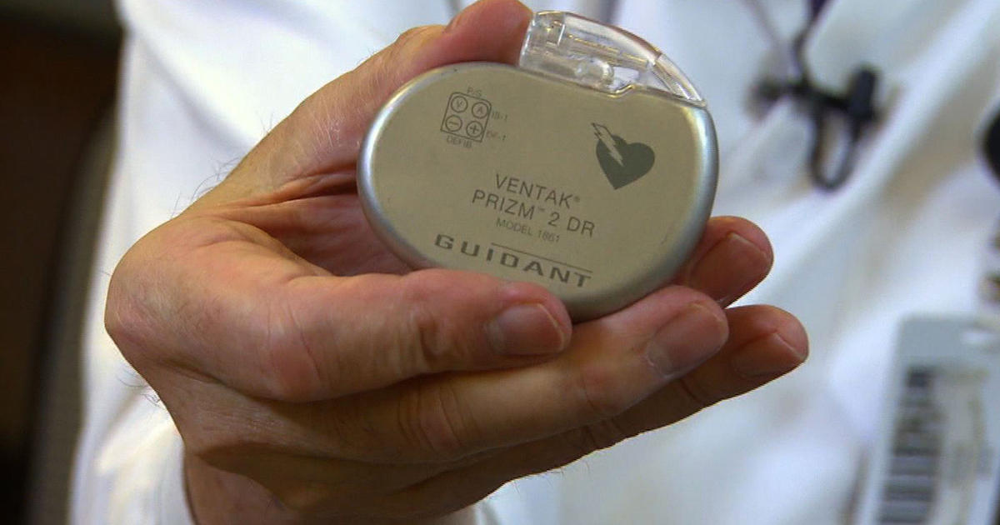 P/S
V A IS-1
− + DF-1
DEFIB
VENTAK®
PRIZM™ 2 DR
MODEL 1861
GUIDANT